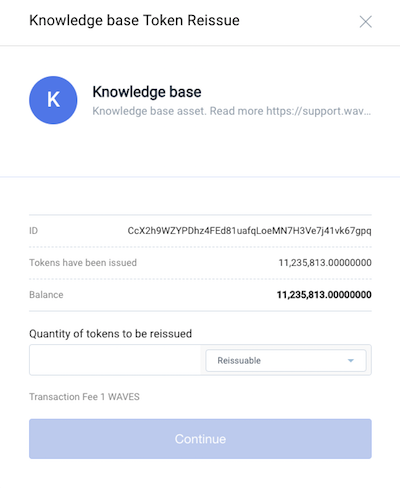 Knowledge base Token Reissue
K
Knowledge base
Knowledge base asset. Read more https://support.wav...
ID CcX2h9WZYPDhz4FEd81uafqLoeMN7H3Ve7j41vk67gpq
Tokens have been issued 11,235,813.00000000
Balance 11,235,813.00000000
Quantity of tokens to be reissued
Reissuable
Transaction Fee 1 WAVES
Continue